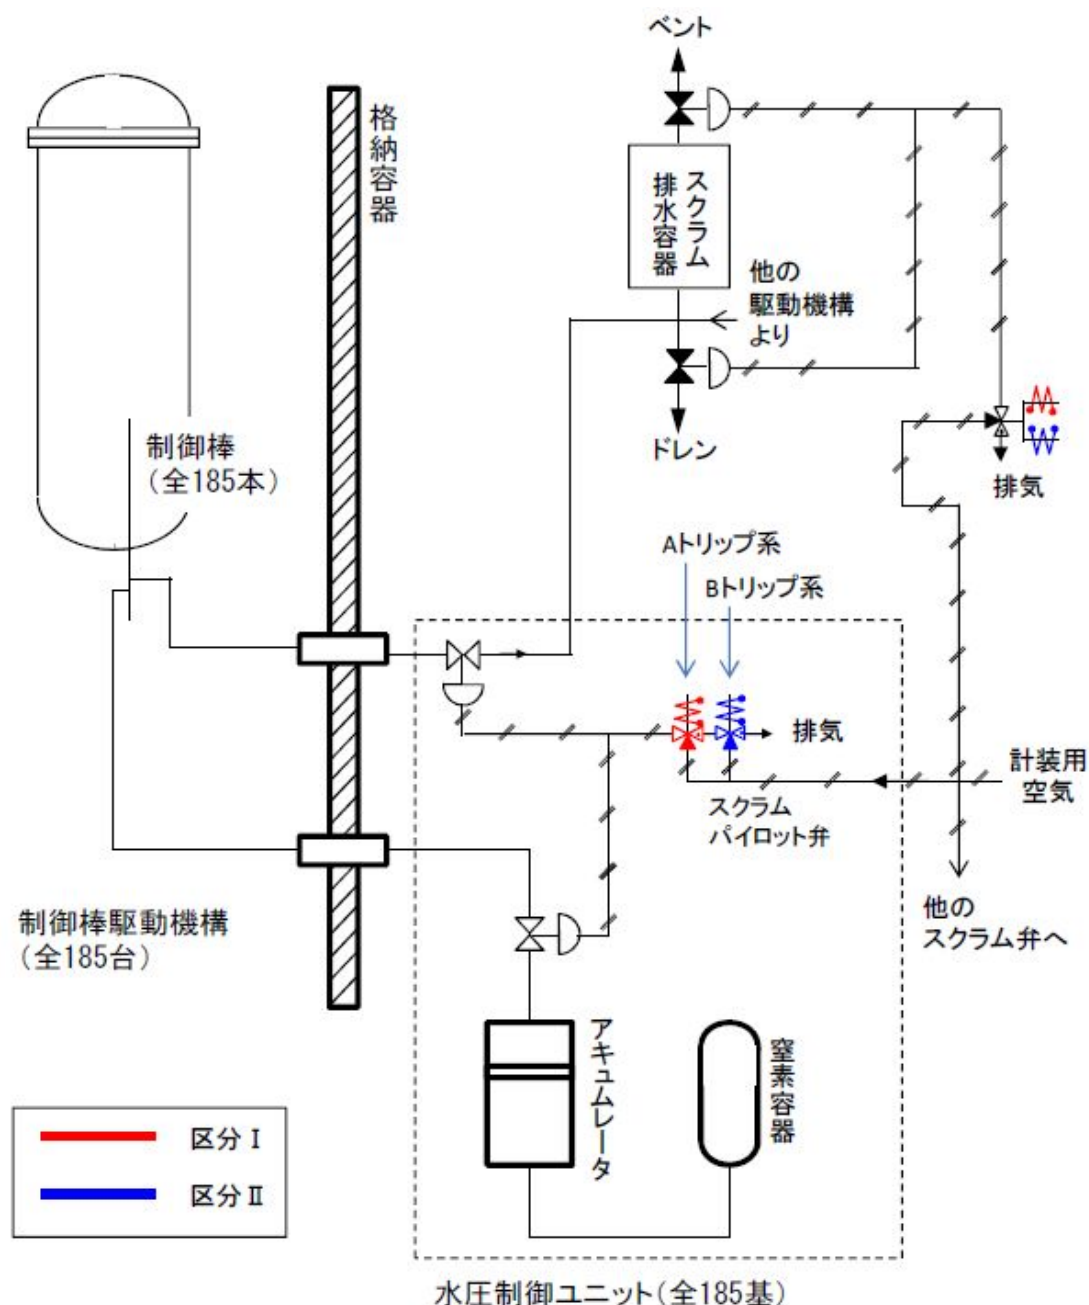 ベント
格納容器
スクラム
排水容器
他の
駆動機構
より
制御棒
(全185本)
ドレン
排気
Aトリップ系
Bトリップ系
排気
計装用
空気
スクラム
パイロット弁
他の
スクラム弁へ
制御棒駆動機構
(全185台)
アキュムレータ
窒素容器
区分Ⅰ
区分Ⅱ
水圧制御ユニット(全185基)